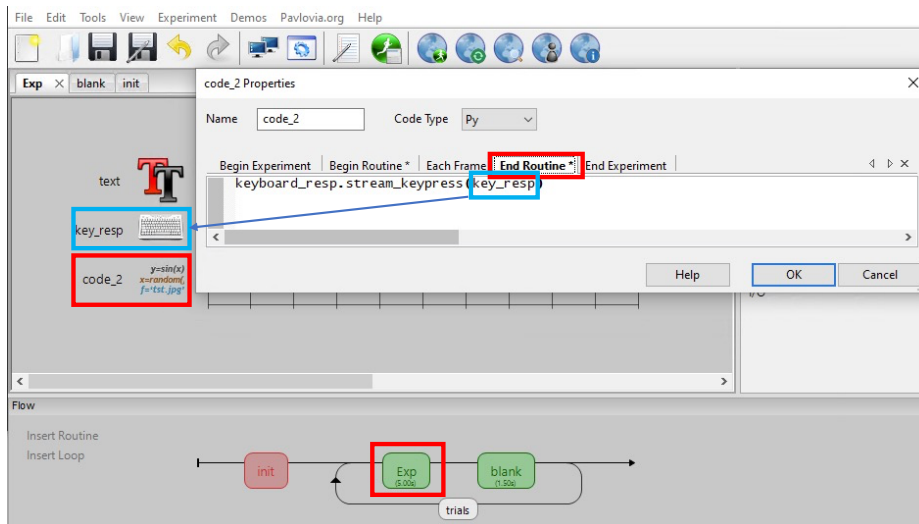 File Edit Tools View Experiment Demos Pavlovia.org Help
Exp × blank init
code_2 Properties
Name code_2 Code Type Py
Begin Experiment Begin Routine * Each Frame End Routine * End Experiment
keyboard_resp.stream_keypress(key_resp)
text
key_resp
code_2
y=sin(x)
x=random(,
f='tst.jpg'
Help OK Cancel
I/O
Flow
Insert Routine
Insert Loop
init
Exp
(5.00s)
blank
(1.50s)
trials